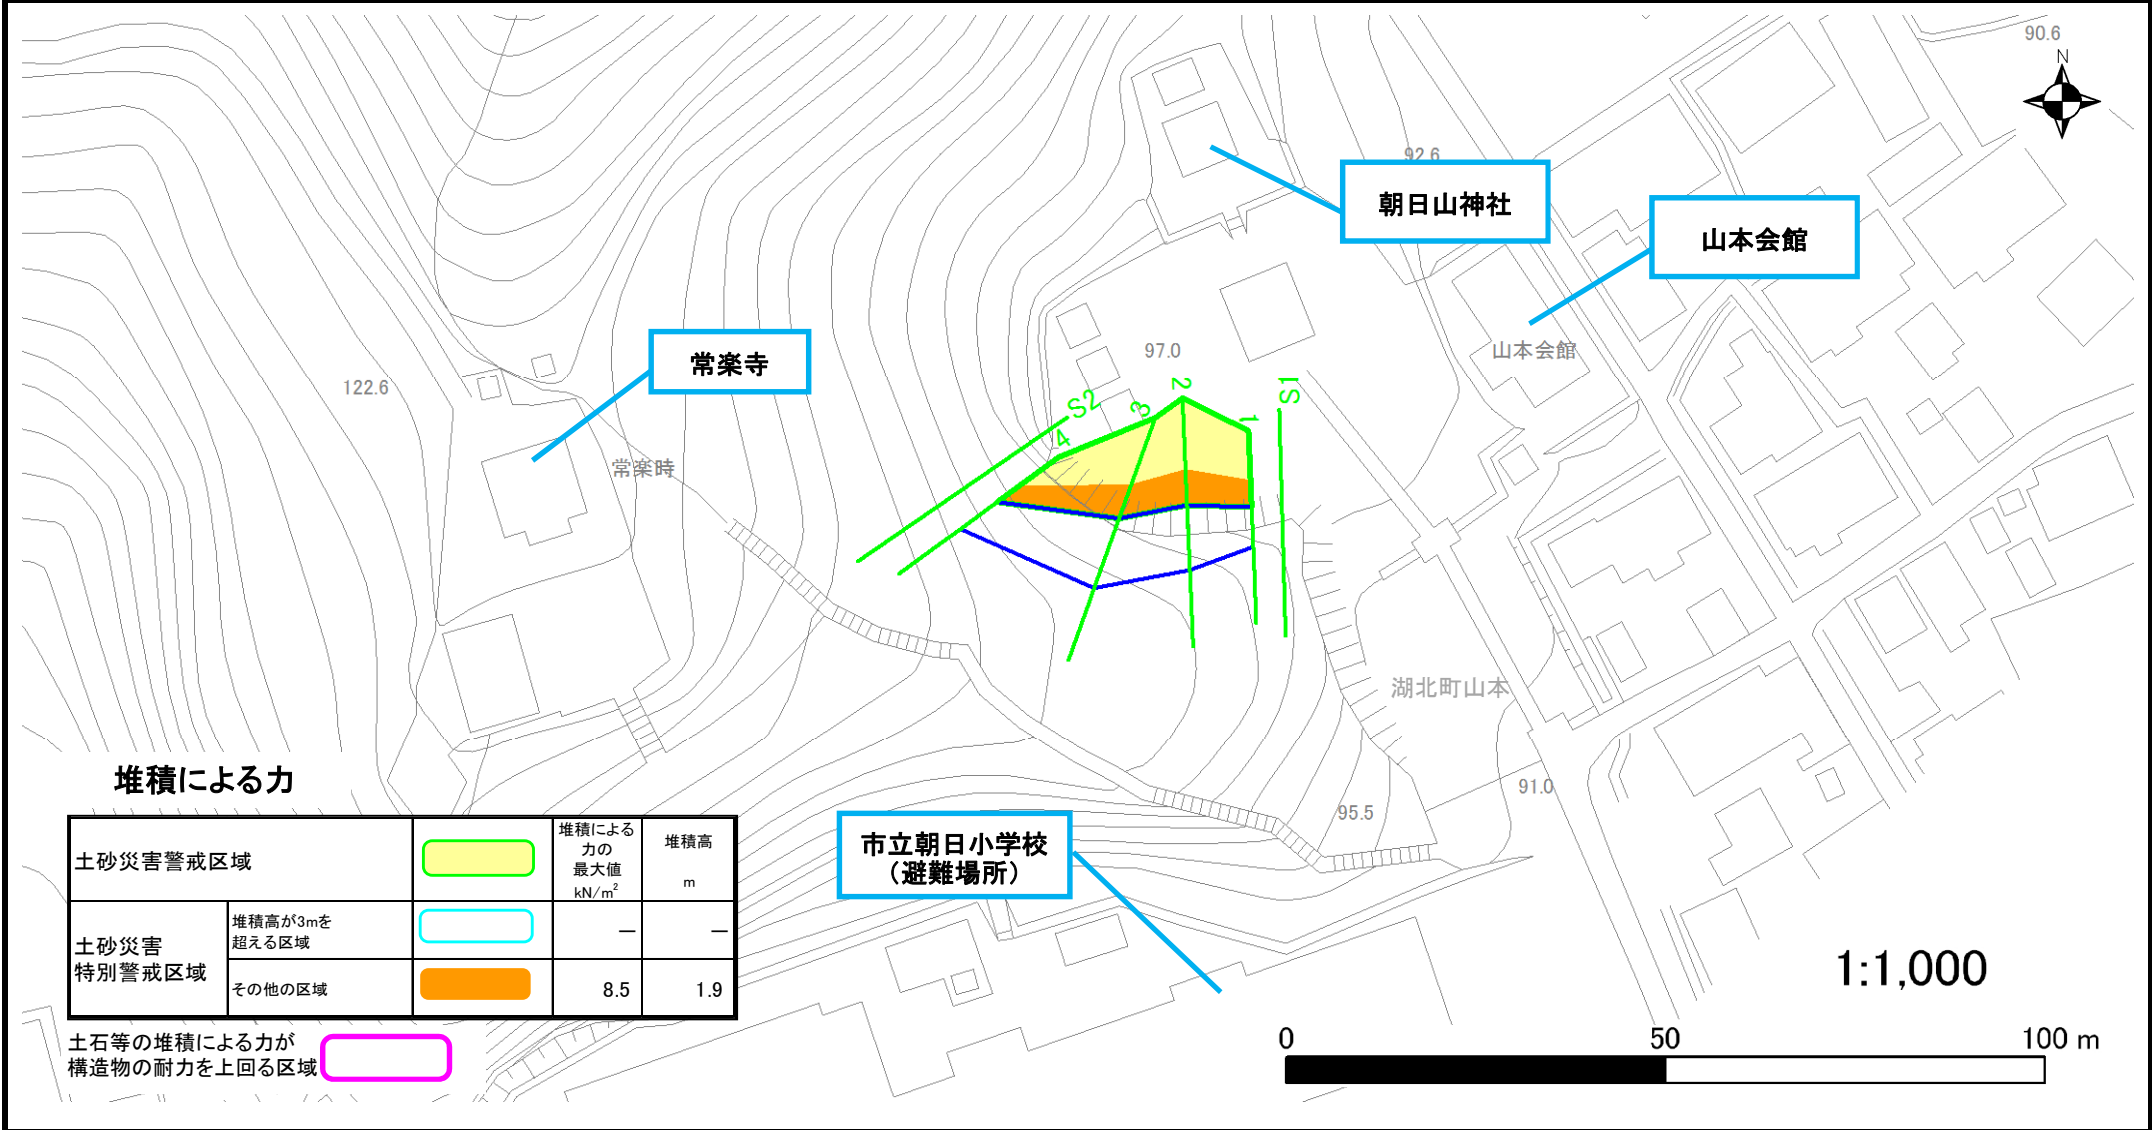 90.6
N
92.6
朝日山神社
山本会館
97.0
山本会館
常楽寺
122.6
常楽時
S2
4
3
2
1
S1
湖北町山本
91.0
95.5
市立朝日小学校
（避難場所）
堆積による力
土砂災害警戒区域
堆積による
力の
最大値
kN/m²
堆積高
m
土砂災害
特別警戒区域
堆積高が3mを
超える区域
— —
その他の区域
8.5 1.9
土石等の堆積による力が
構造物の耐力を上回る区域
1:1,000
0 50 100 m